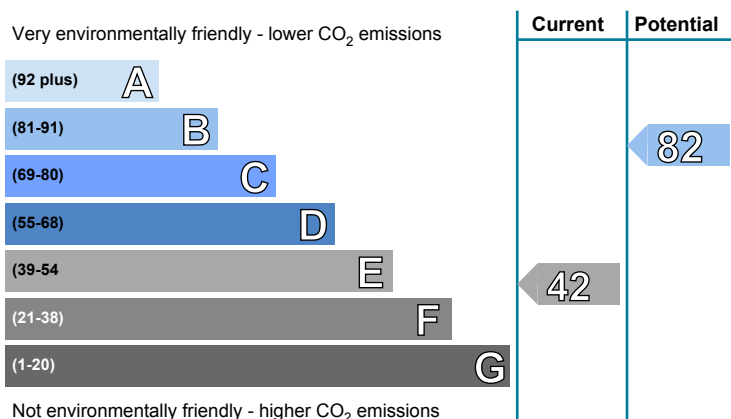 Very environmentally friendly - lower CO2 emissions
Current
Potential
(92 plus) A
(81-91) B
82
(69-80) C
(55-68) D
(39-54 E
42
(21-38) F
(1-20) G
Not environmentally friendly - higher CO2 emissions